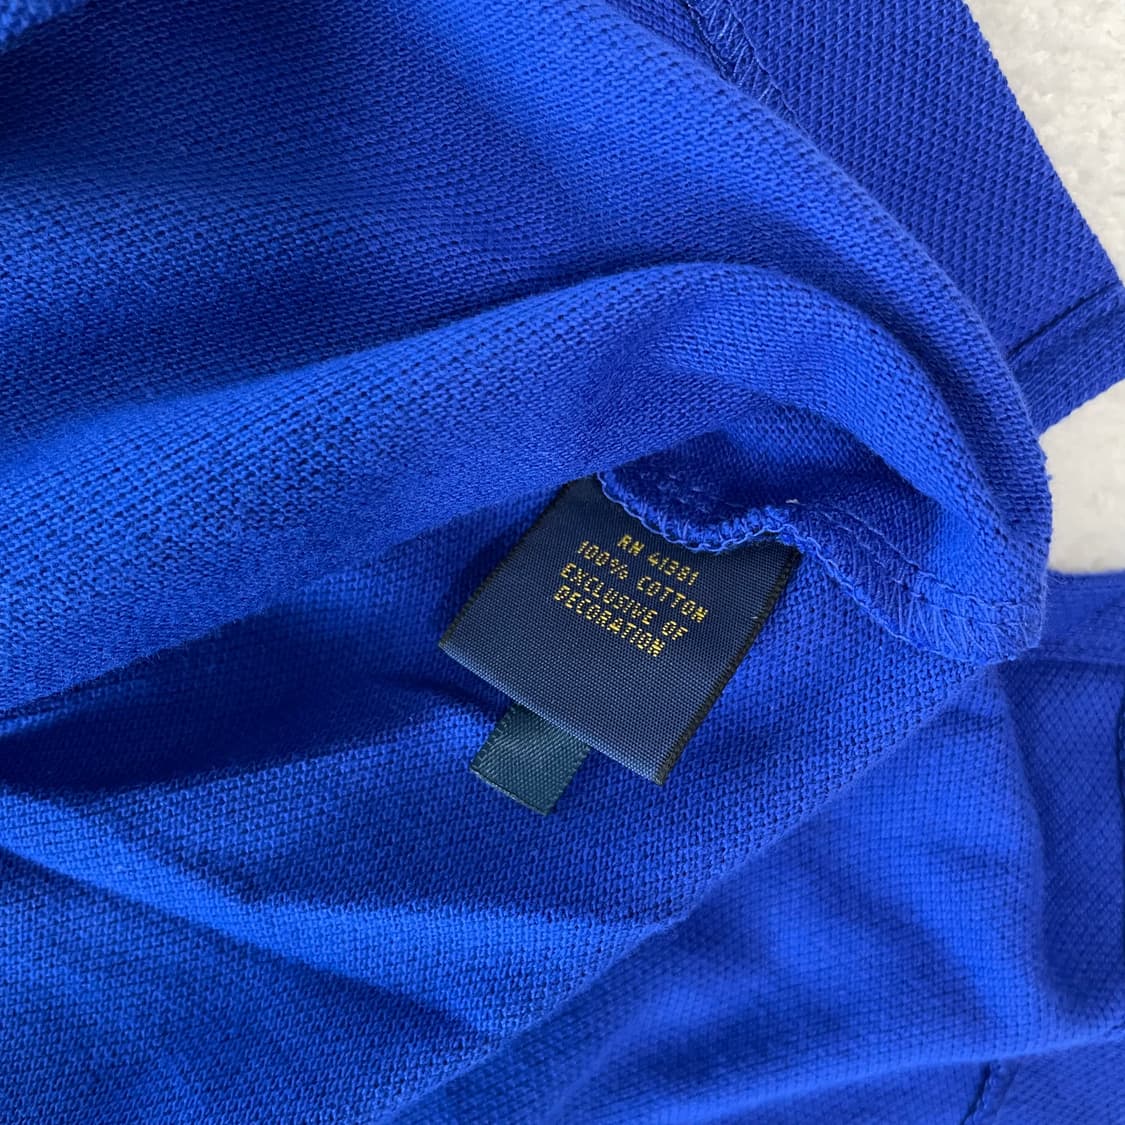 RN 41381
100% COTTON
EXCLUSIVE OF
DECORATION